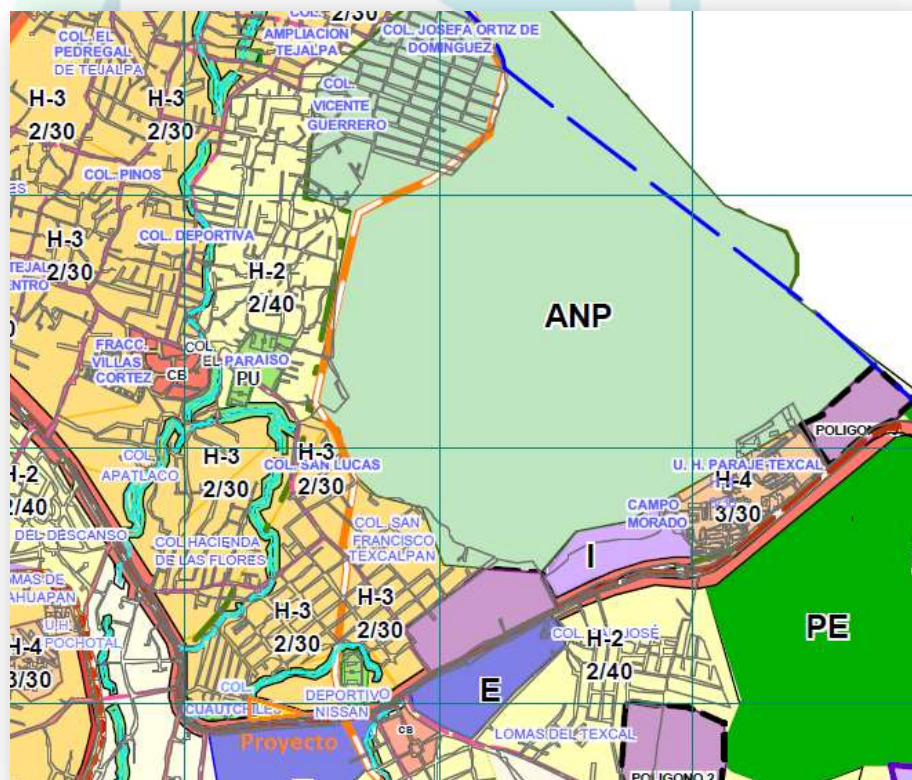 COL.
2/30
COL. EL
PEDREGAL
DE TEJALPA
AMPLIACION
TEJALPA
COL. JOSEFA ORTIZ DE
DOMINGUEZ
H-3
2/30
H-3
2/30
COL.
VICENTE
GUERRERO
COL. PINOS
COL. DEPORTIVA
H-3
2/30
H-2
2/40
ANP
FRACC.
VILLAS
CORTEZ
CB
COL.
EL PARAISO
PU
COL.
APATLACO
H-3
2/30
H-3
COL. SAN LUCAS
2/30
U. H. PARAJE TEXCAL
H-4
3/30
CAMPO
MORADO
H-2
2/40
DEL DESCANSO
COL HACIENDA
DE LAS FLORES
COL. SAN
FRANCISCO
TEXCALPAN
I
PE
U.H.
POCHOTAL
H-4
3/30
H-3
2/30
H-3
2/30
H-2
2/40
E
COL.
DEPORTIVO
NISSAN
CB
LOMAS DEL TEXCAL
Proyecto
POLIGONO 2